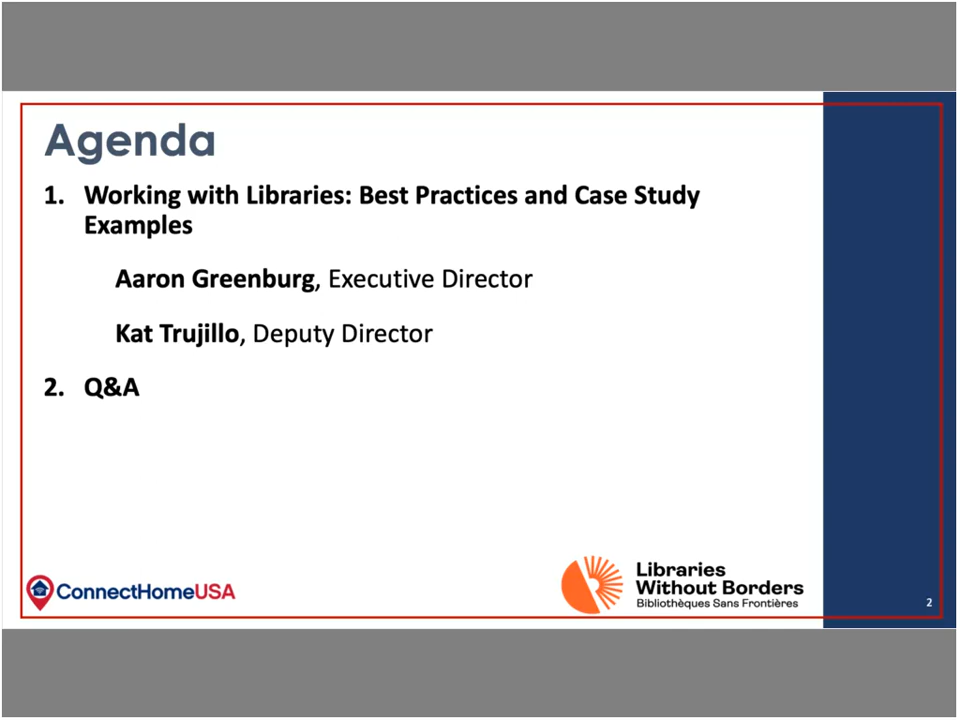 Agenda
1. Working with Libraries: Best Practices and Case Study
Examples
Aaron Greenburg, Executive Director
Kat Trujillo, Deputy Director
2. Q&A
ConnectHomeUSA
Libraries
Without Borders
Bibliothèques Sans Frontières
2